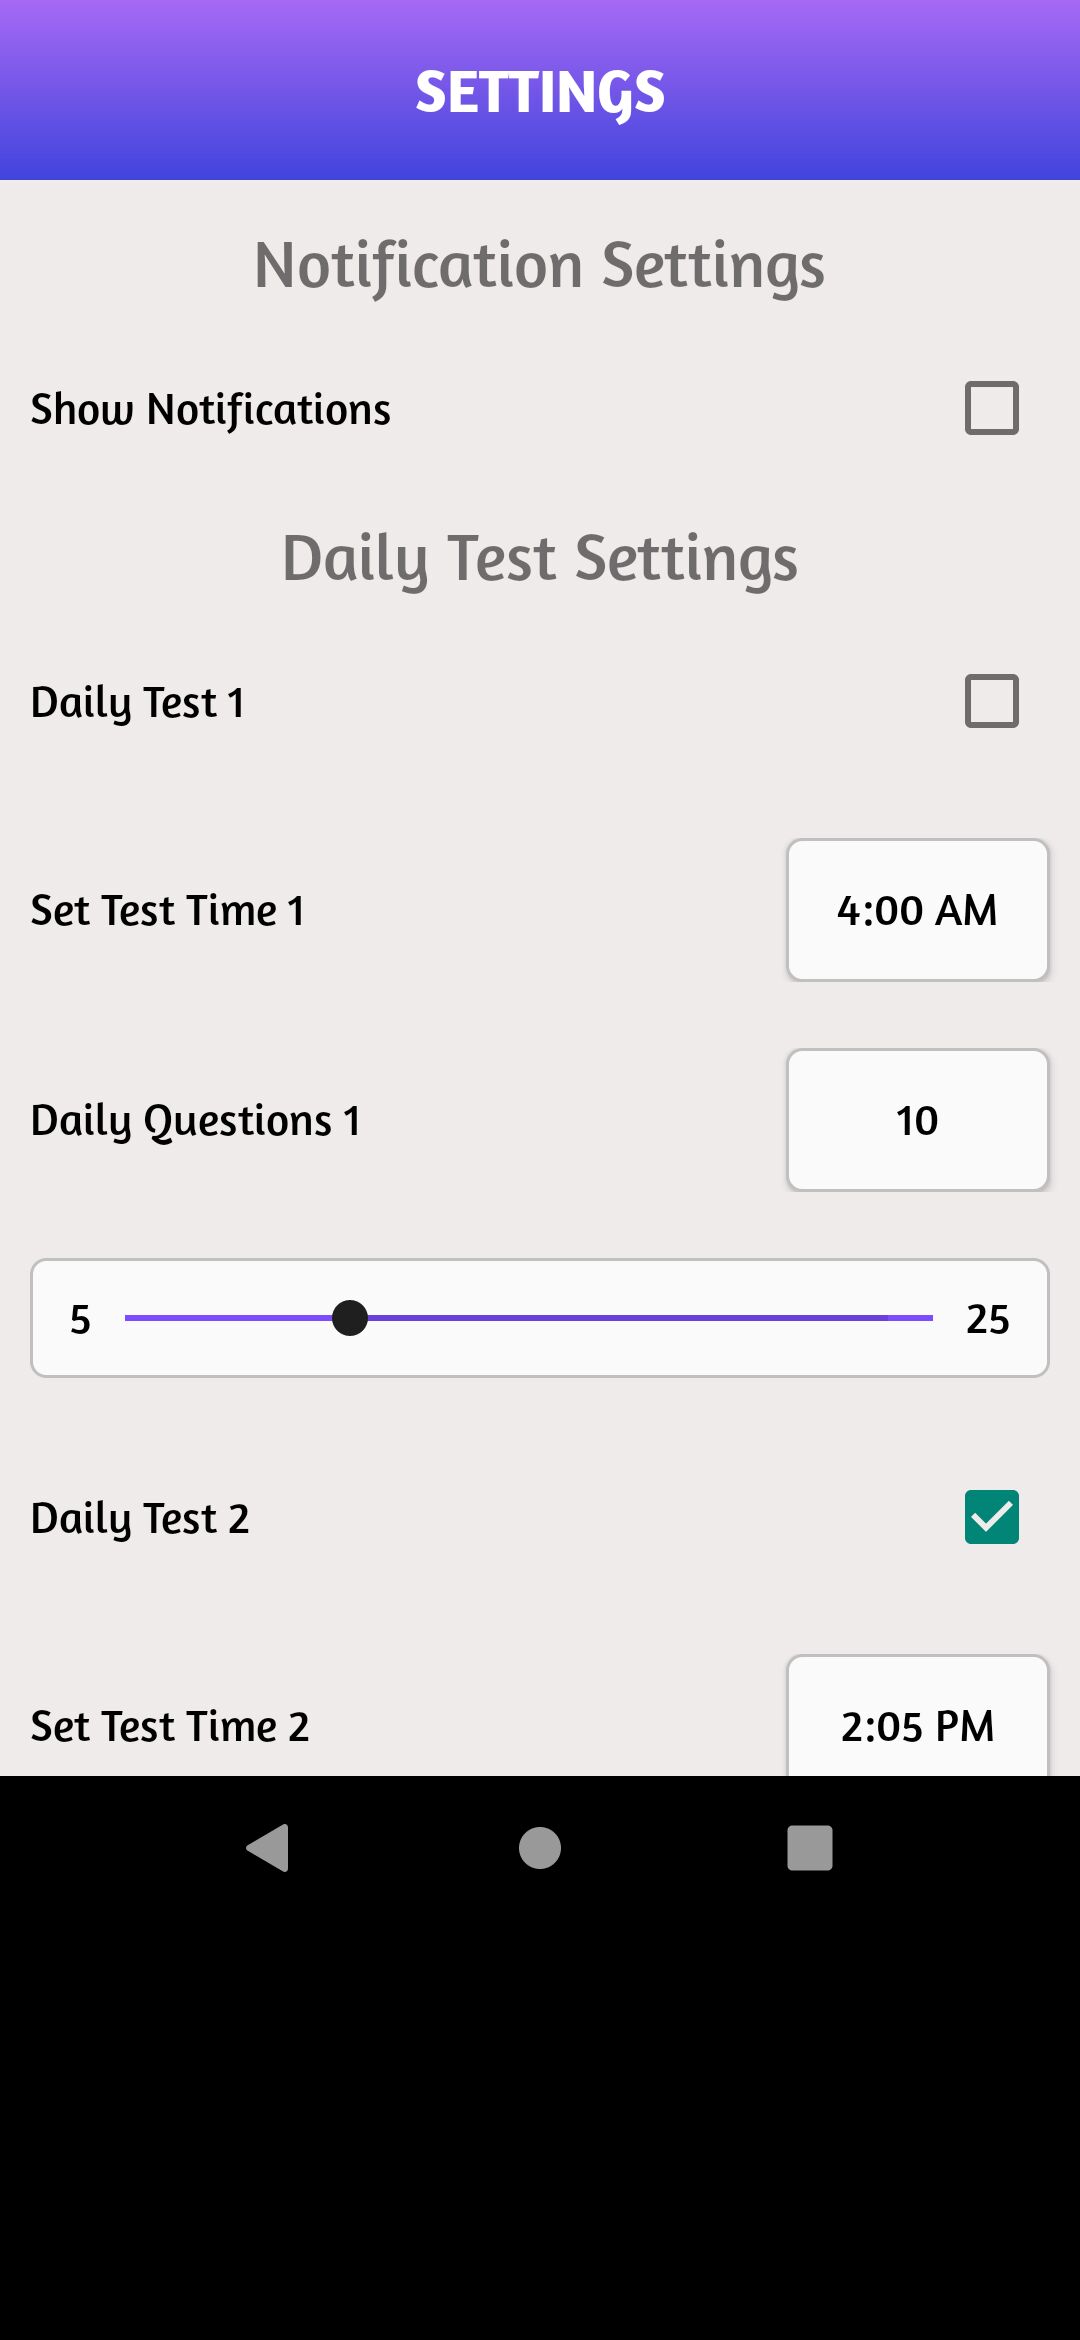 SETTINGS
Notification Settings
Show Notifications
Daily Test Settings
Daily Test 1
Set Test Time 1
4:00 AM
Daily Questions 1
10
5
25
Daily Test 2
Set Test Time 2
2:05 PM